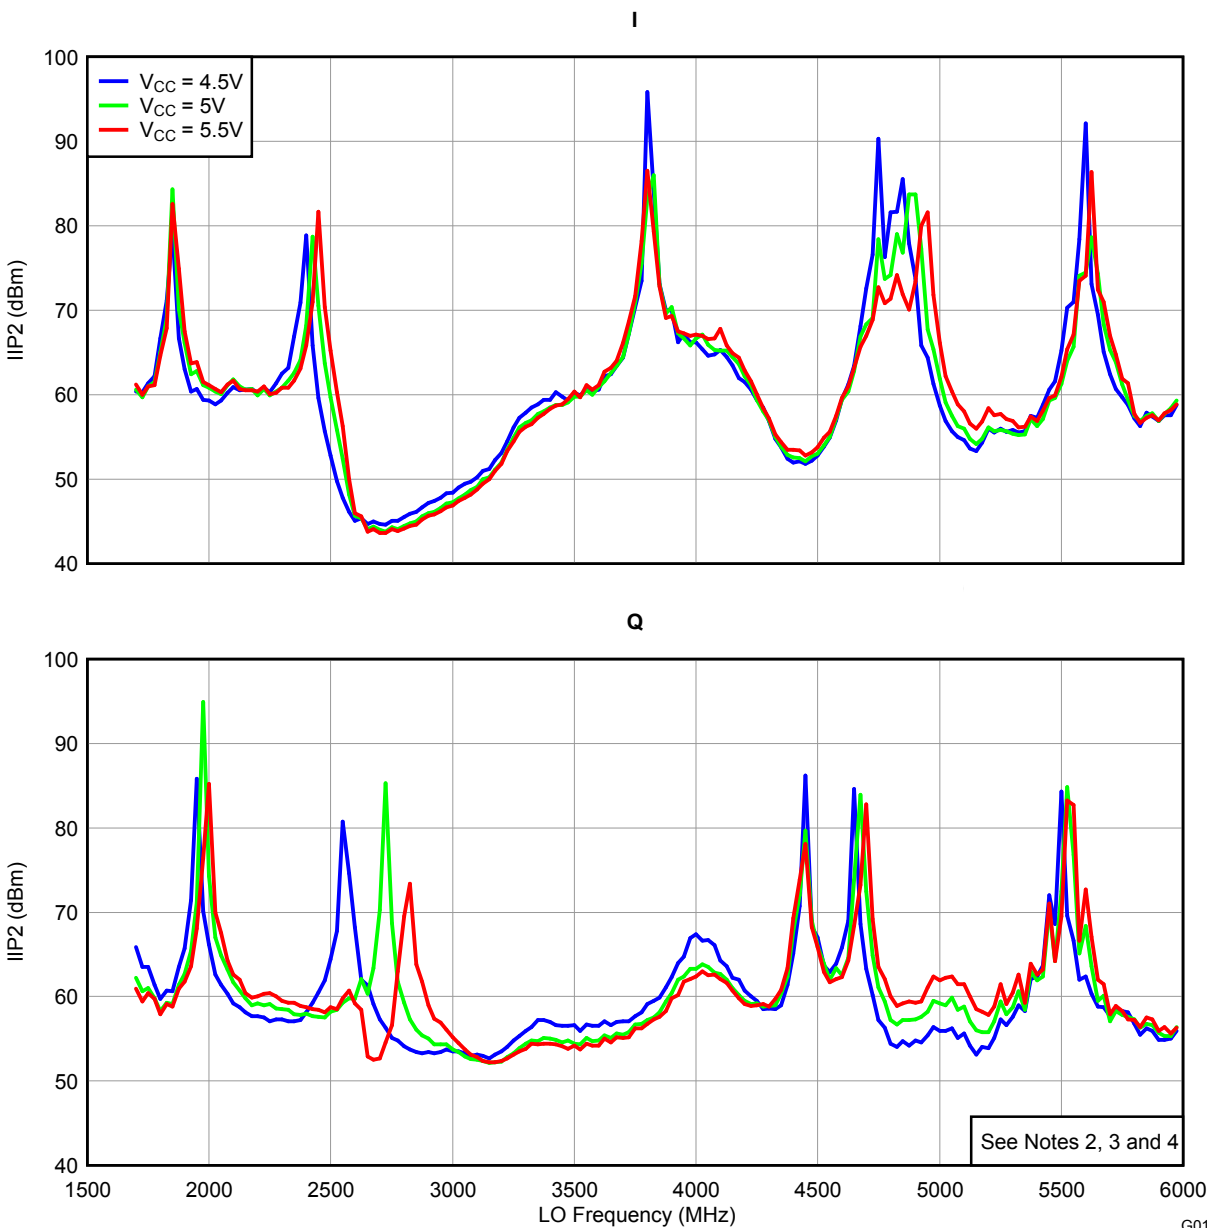 I
100
90
80
70
60
50
40
IIP2 (dBm)
VCC = 4.5V
VCC = 5V
VCC = 5.5V
Q
100
90
80
70
60
50
40
IIP2 (dBm)
See Notes 2, 3 and 4
1500 2000 2500 3000 3500 4000 4500 5000 5500 6000
LO Frequency (MHz)
G01